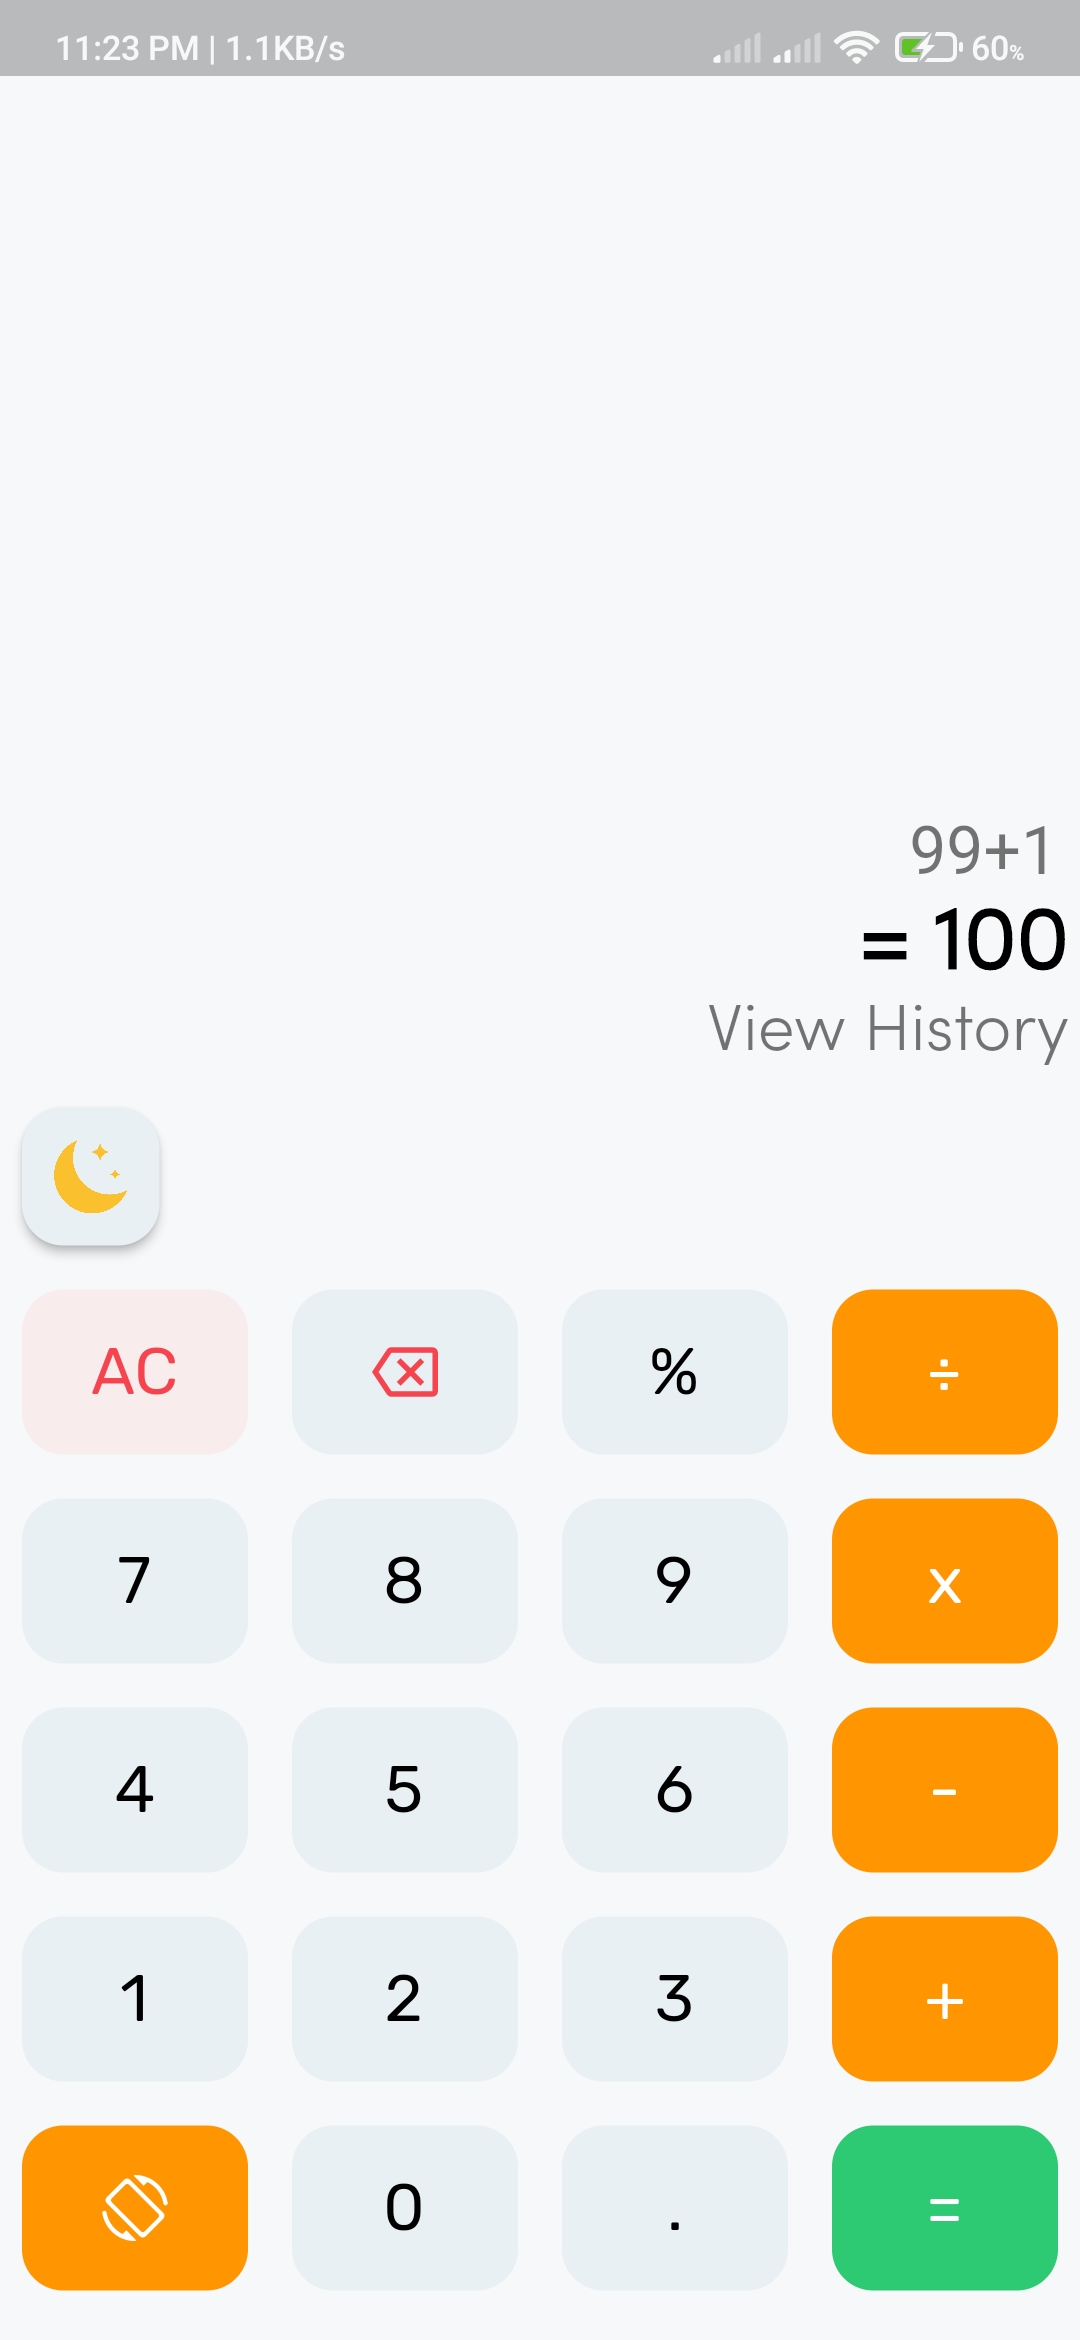 11:23 PM | 1.1KB/s 60%
99+1
= 100
View History
AC % ÷
7 8 9 x
4 5 6 -
1 2 3 +
0 . =